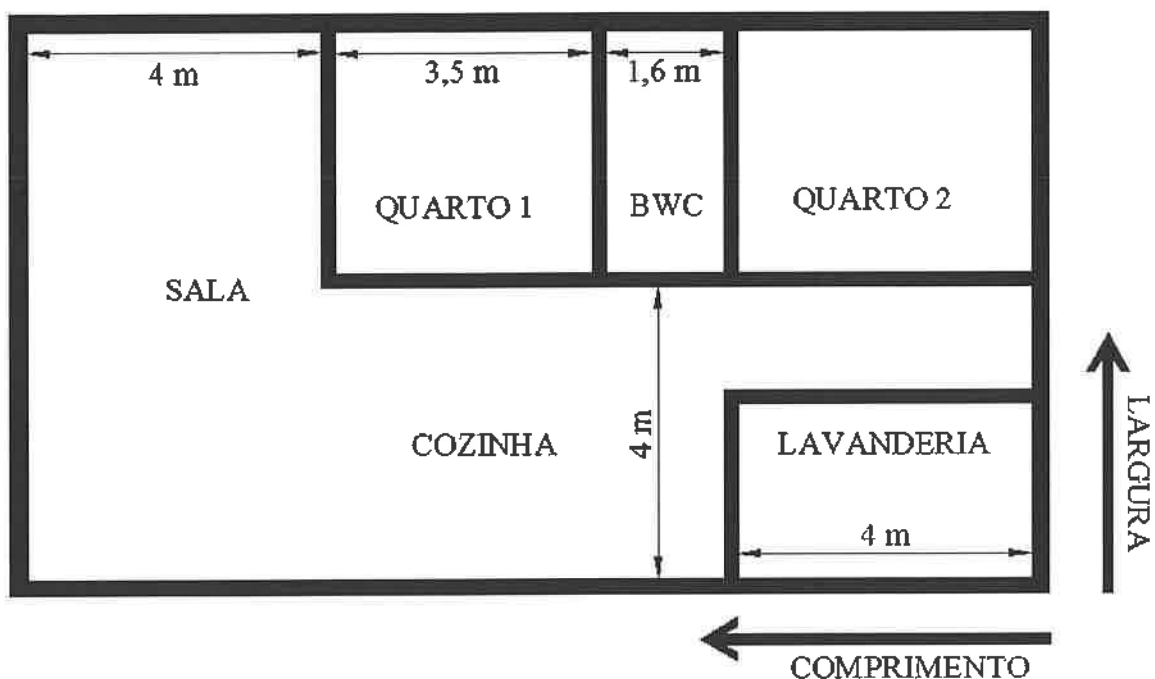 4 m
3,5 m
1,6 m
QUARTO 1
BWC
QUARTO 2
SALA
COZINHA
4 m
LAVANDERIA
4 m
LARGURA
COMPRIMENTO